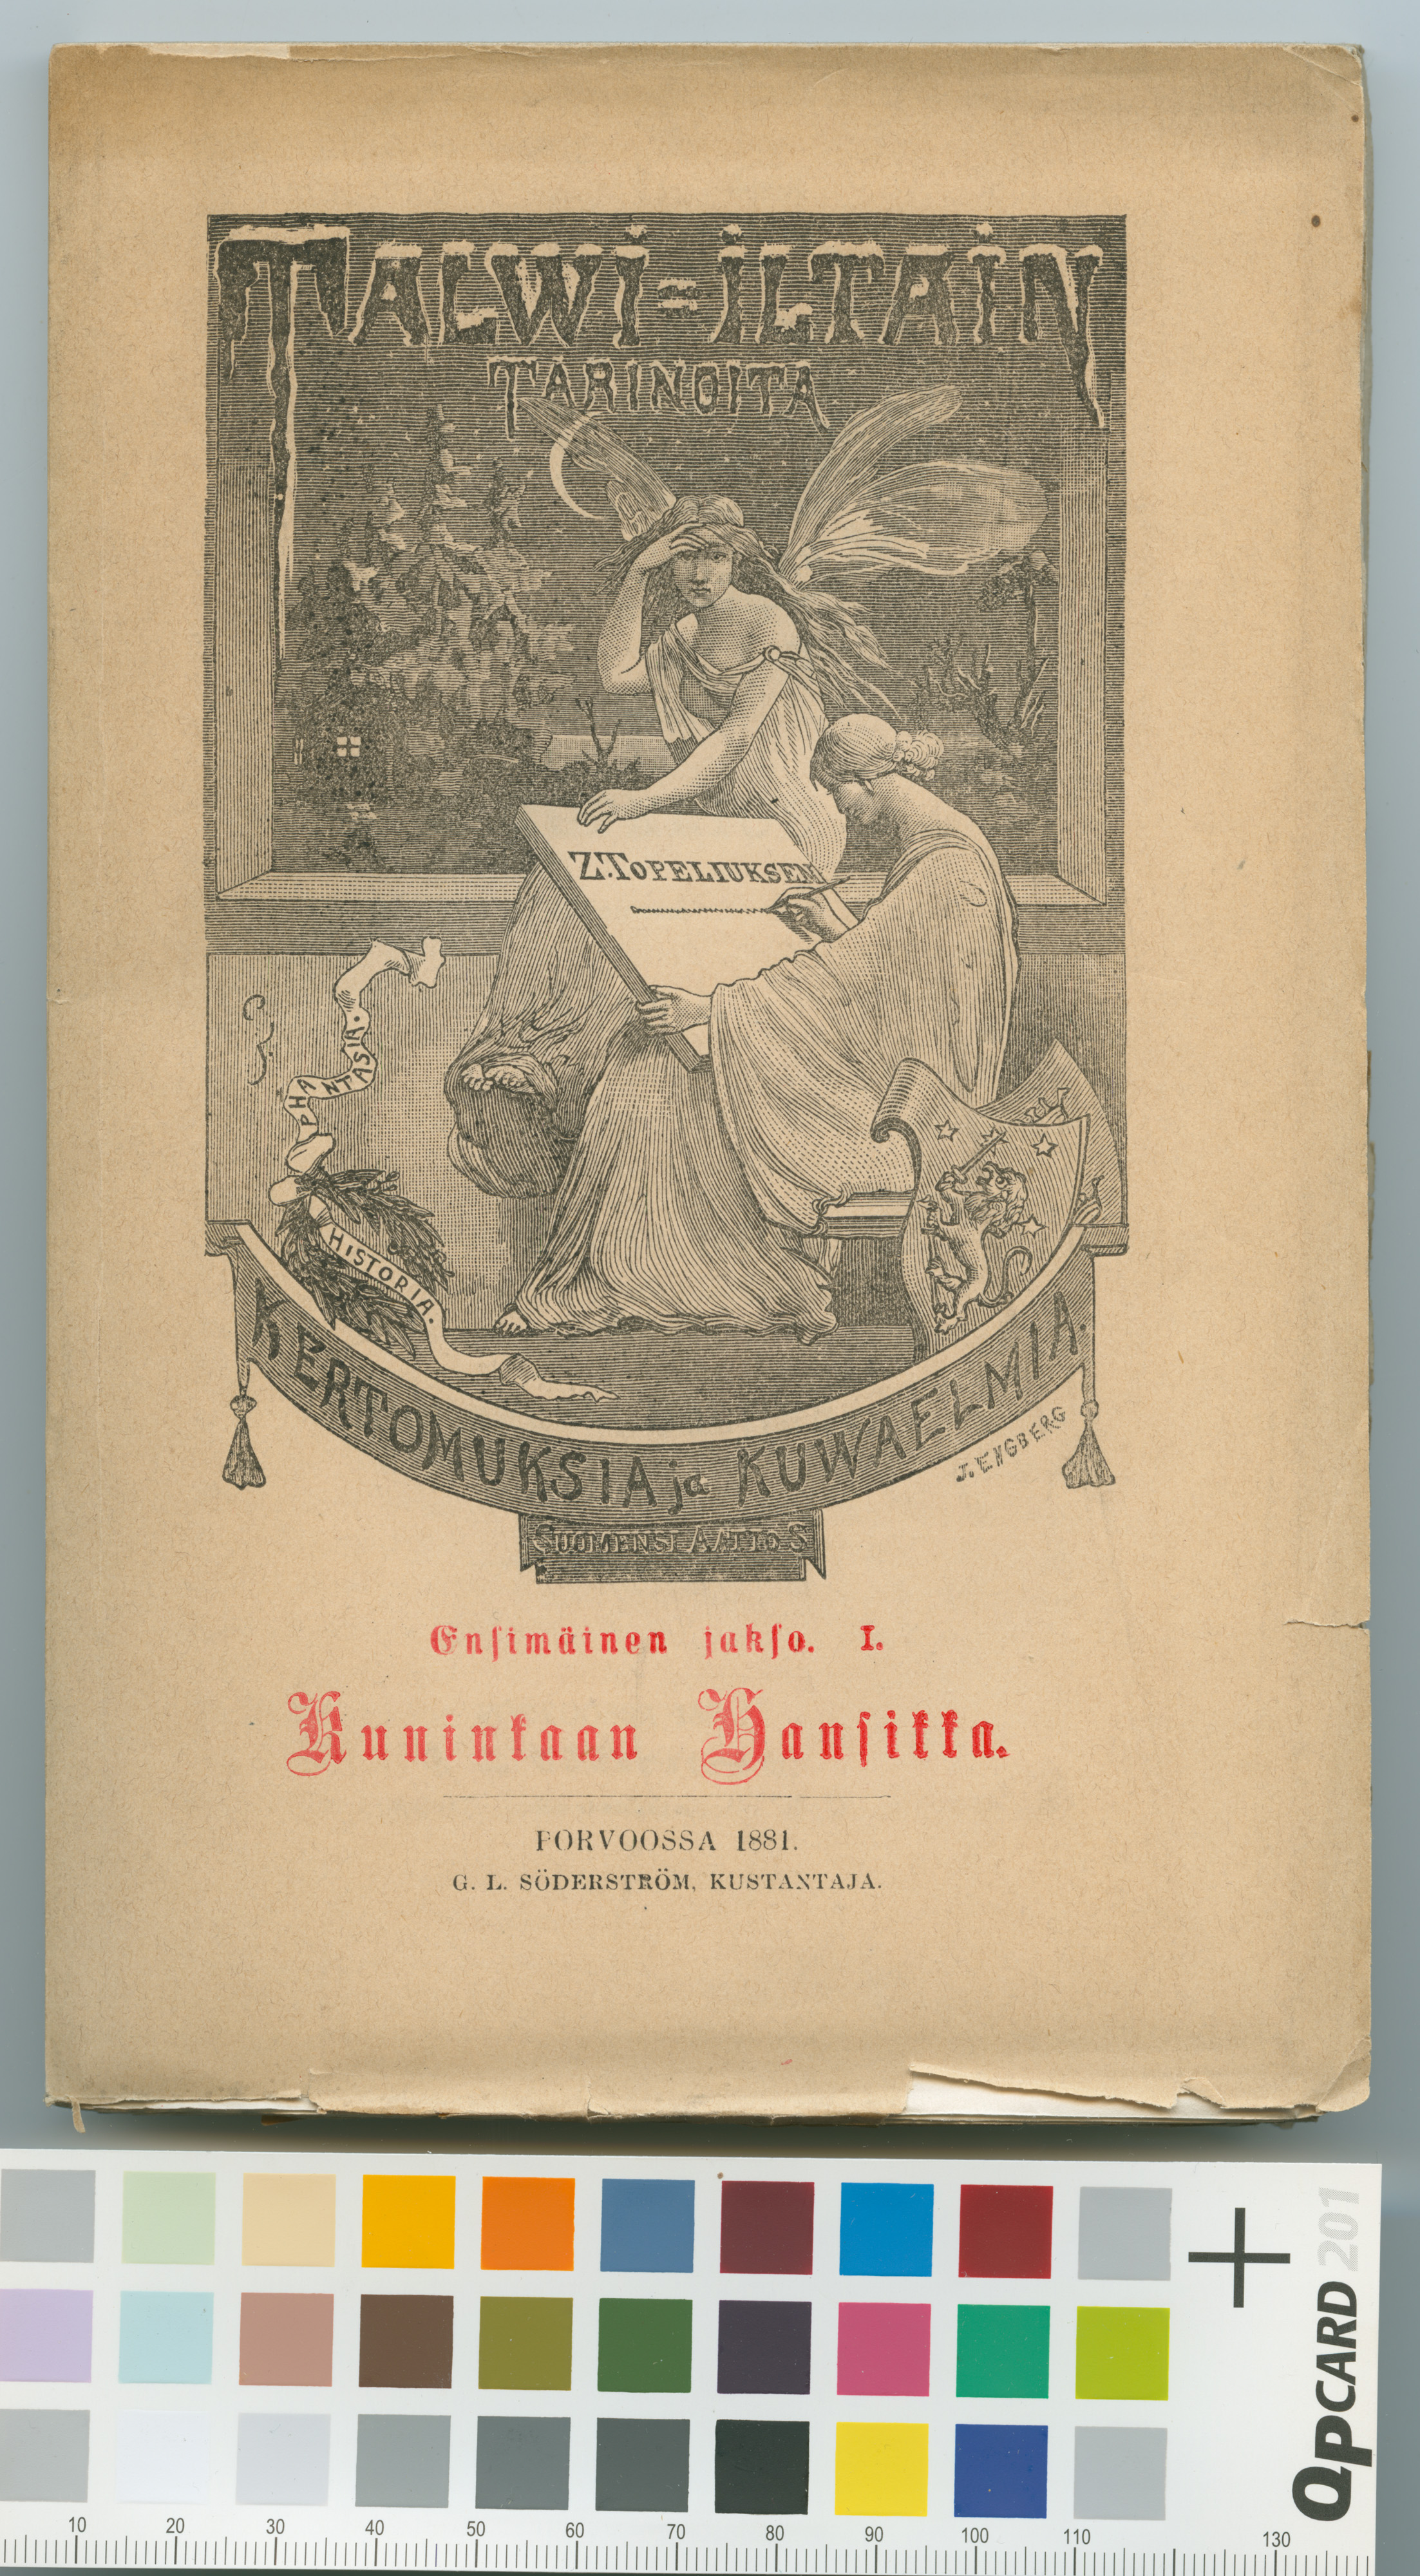 TALWI=ILTAIN
TARINOITA
Z. TOPELIUKSEN
PHANTASIA.
HISTORIA.
KERTOMUKSIA ja KUWAELMIA.
J. ENGBERG
SUOMENSI AATTO S.
Enſimäinen jakſo. I.
Kuninkaan Hanſikka.
PORVOOSSA 1881.
G. L. SÖDERSTRÖM, KUSTANTAJA.
QPCARD 201
10 20 30 40 50 60 70 80 90 100 110 130